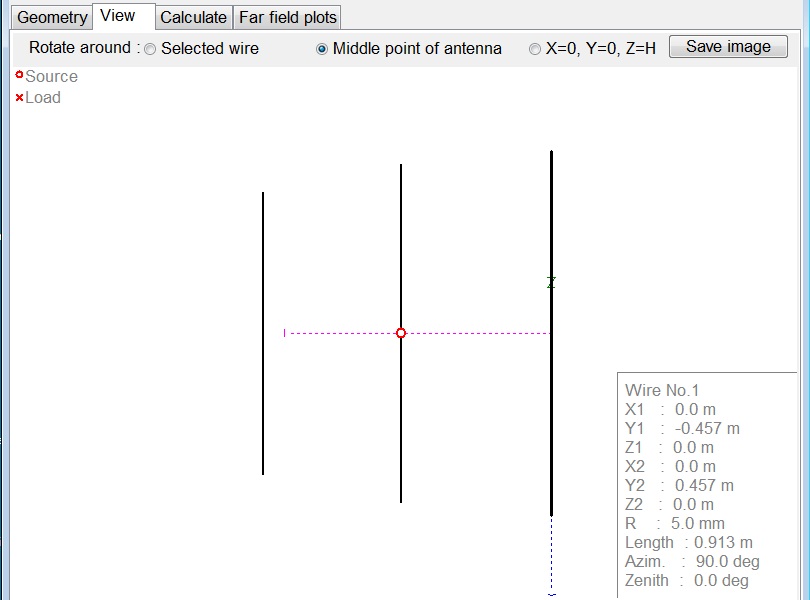 Geometry View Calculate Far field plots
Rotate around : Selected wire Middle point of antenna X=0, Y=0, Z=H Save image
Source
Load
Z
Wire No.1
X1 : 0.0 m
Y1 : -0.457 m
Z1 : 0.0 m
X2 : 0.0 m
Y2 : 0.457 m
Z2 : 0.0 m
R : 5.0 mm
Length : 0.913 m
Azim. : 90.0 deg
Zenith : 0.0 deg